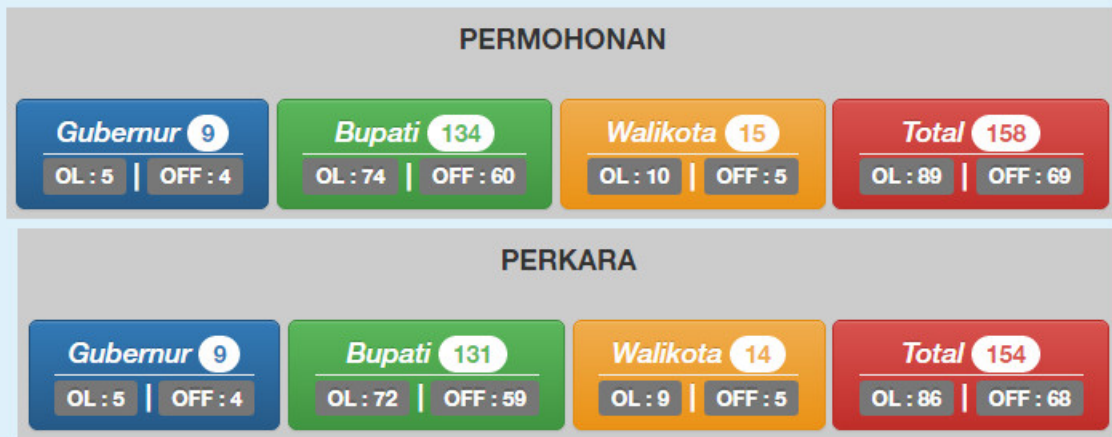 PERMOHONAN
Gubernur 9 Bupati 134 Walikota 15 Total 158
OL : 5 | OFF : 4 OL : 74 | OFF : 60 OL : 10 | OFF : 5 OL : 89 | OFF : 69
PERKARA
Gubernur 9 Bupati 131 Walikota 14 Total 154
OL : 5 | OFF : 4 OL : 72 | OFF : 59 OL : 9 | OFF : 5 OL : 86 | OFF : 68